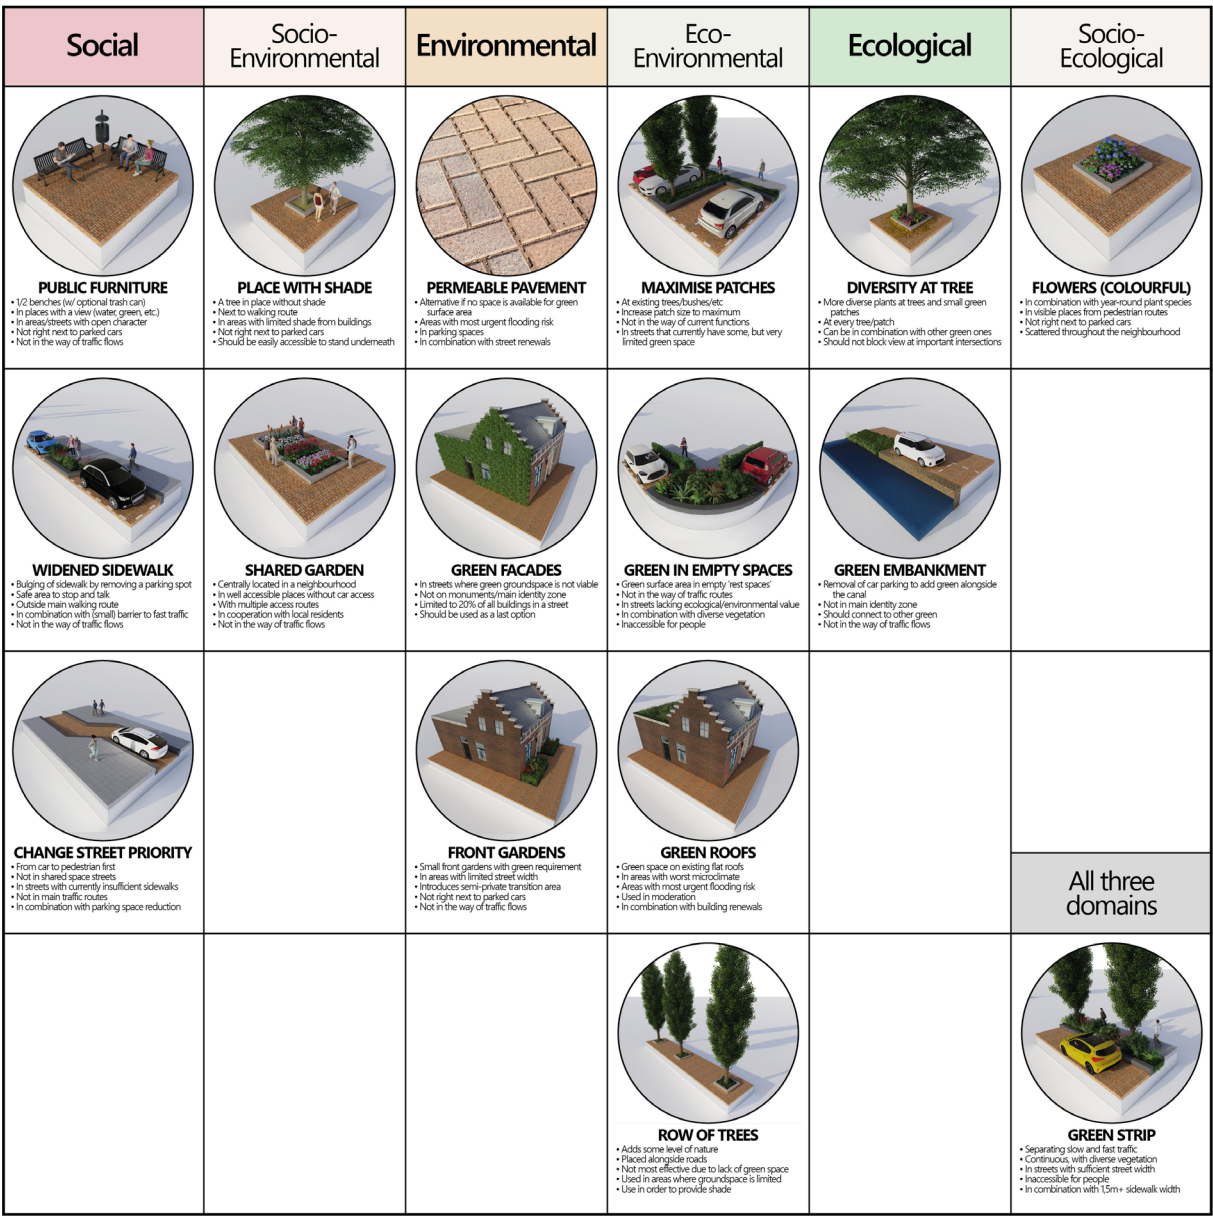 Social
Socio-
Environmental
Environmental
Eco-
Environmental
Ecological
Socio-
Ecological
PUBLIC FURNITURE
• 1/2 benches (w/ optional trash can)
• In places with a view (water, green, etc.)
• In areas/streets with open character
• Not right next to parked cars
• Not in the way of traffic flows
PLACE WITH SHADE
• A tree in place without shade
• Next to walking route
• In areas with limited shade from buildings
• Not right next to parked cars
• Should be easily accessible to stand underneath
PERMEABLE PAVEMENT
• Alternative if no space is available for green
surface area
• Areas with most urgent flooding risk
• In parking spaces
• In combination with street renewals
MAXIMISE PATCHES
• At existing trees/bushes/etc
• Increase patch size to maximum
• Not in the way of current functions
• In streets that currently have some, but very
limited green space
DIVERSITY AT TREE
• More diverse plants at trees and small green
patches
• At every tree/patch
• Can be in combination with other green ones
• Should not block view at important intersections
FLOWERS (COLOURFUL)
• In combination with year-round plant species
• In visible places from pedestrian routes
• Not right next to parked cars
• Scattered throughout the neighbourhood
WIDENED SIDEWALK
• Bulging of sidewalk by removing a parking spot
• Safe area to stop and talk
• Outside main walking route
• In combination with (small) barrier to fast traffic
• Not in the way of traffic flows
SHARED GARDEN
• Centrally located in a neighbourhood
• In well accessible places without car access
• With multiple access routes
• In cooperation with local residents
• Not in the way of traffic flows
GREEN FACADES
• In streets where green groundspace is not viable
• Not on monuments/main identity zone
• Limited to 20% of all buildings in a street
• Should be used as a last option
GREEN IN EMPTY SPACES
• Green surface area in empty 'rest spaces'
• Not in the way of traffic routes
• In streets lacking ecological/environmental value
• In combination with diverse vegetation
• Inaccessible for people
GREEN EMBANKMENT
• Removal of car parking to add green alongside
the canal
• Not in main identity zone
• Should connect to other green
• Not in the way of traffic flows
CHANGE STREET PRIORITY
• From car to pedestrian first
• Not in shared space streets
• In streets with currently insufficient sidewalks
• Not in main traffic routes
• In combination with parking space reduction
FRONT GARDENS
• Small front gardens with green requirement
• In areas with limited street width
• Introduces semi-private transition area
• Not right next to parked cars
• Not in the way of traffic flows
GREEN ROOFS
• Green space on existing flat roofs
• In areas with worst microclimate
• Areas with most urgent flooding risk
• Used in moderation
• In combination with building renewals
All three
domains
ROW OF TREES
• Adds some level of nature
• Placed alongside roads
• Not most effective due to lack of green space
• Used in areas where groundspace is limited
• Use in order to provide shade
GREEN STRIP
• Separating slow and fast traffic
• Continuous, with diverse vegetation
• In streets with sufficient street width
• Inaccessible for people
• In combination with 1,5m+ sidewalk width